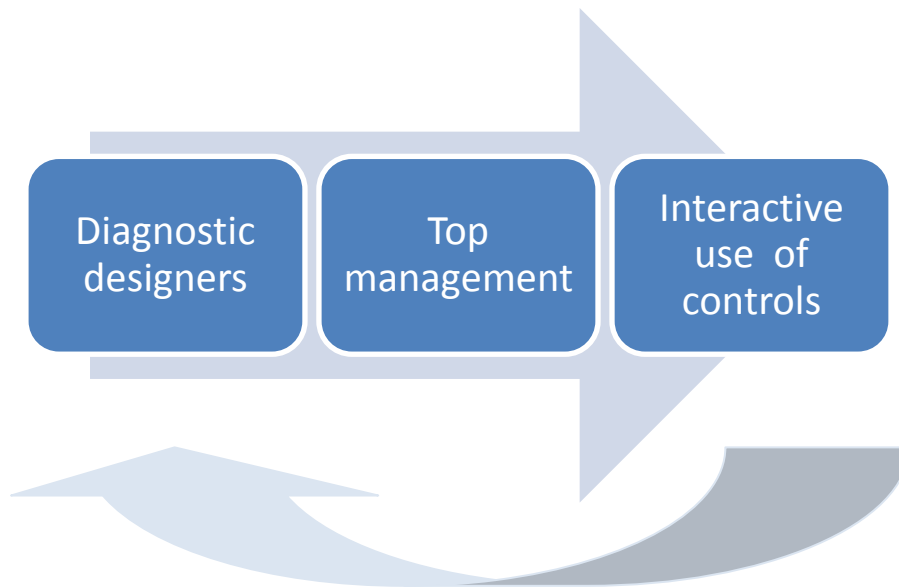 Diagnostic
designers
Top
management
Interactive
use of
controls